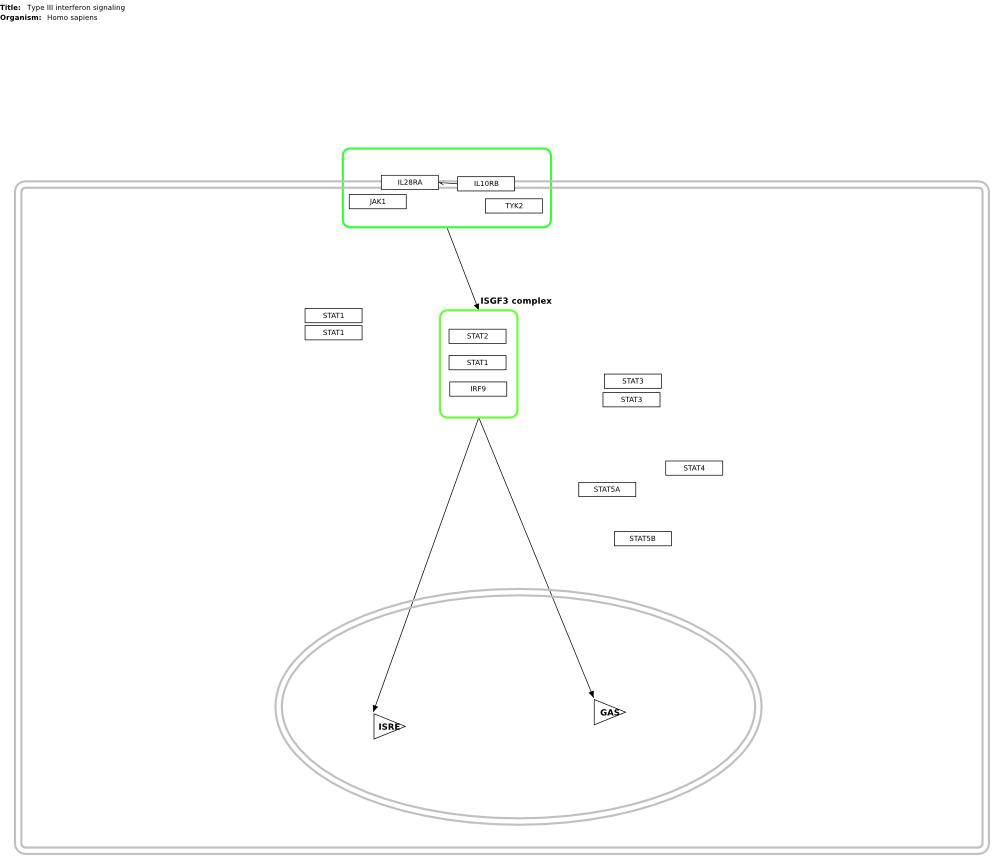 Title: Type III interferon signaling
Organism: Homo sapiens
IL28RA
IL10RB
JAK1
TYK2
ISGF3 complex
STAT1
STAT1
STAT2
STAT1
IRF9
STAT3
STAT3
STAT4
STAT5A
STAT5B
GAS
ISRE